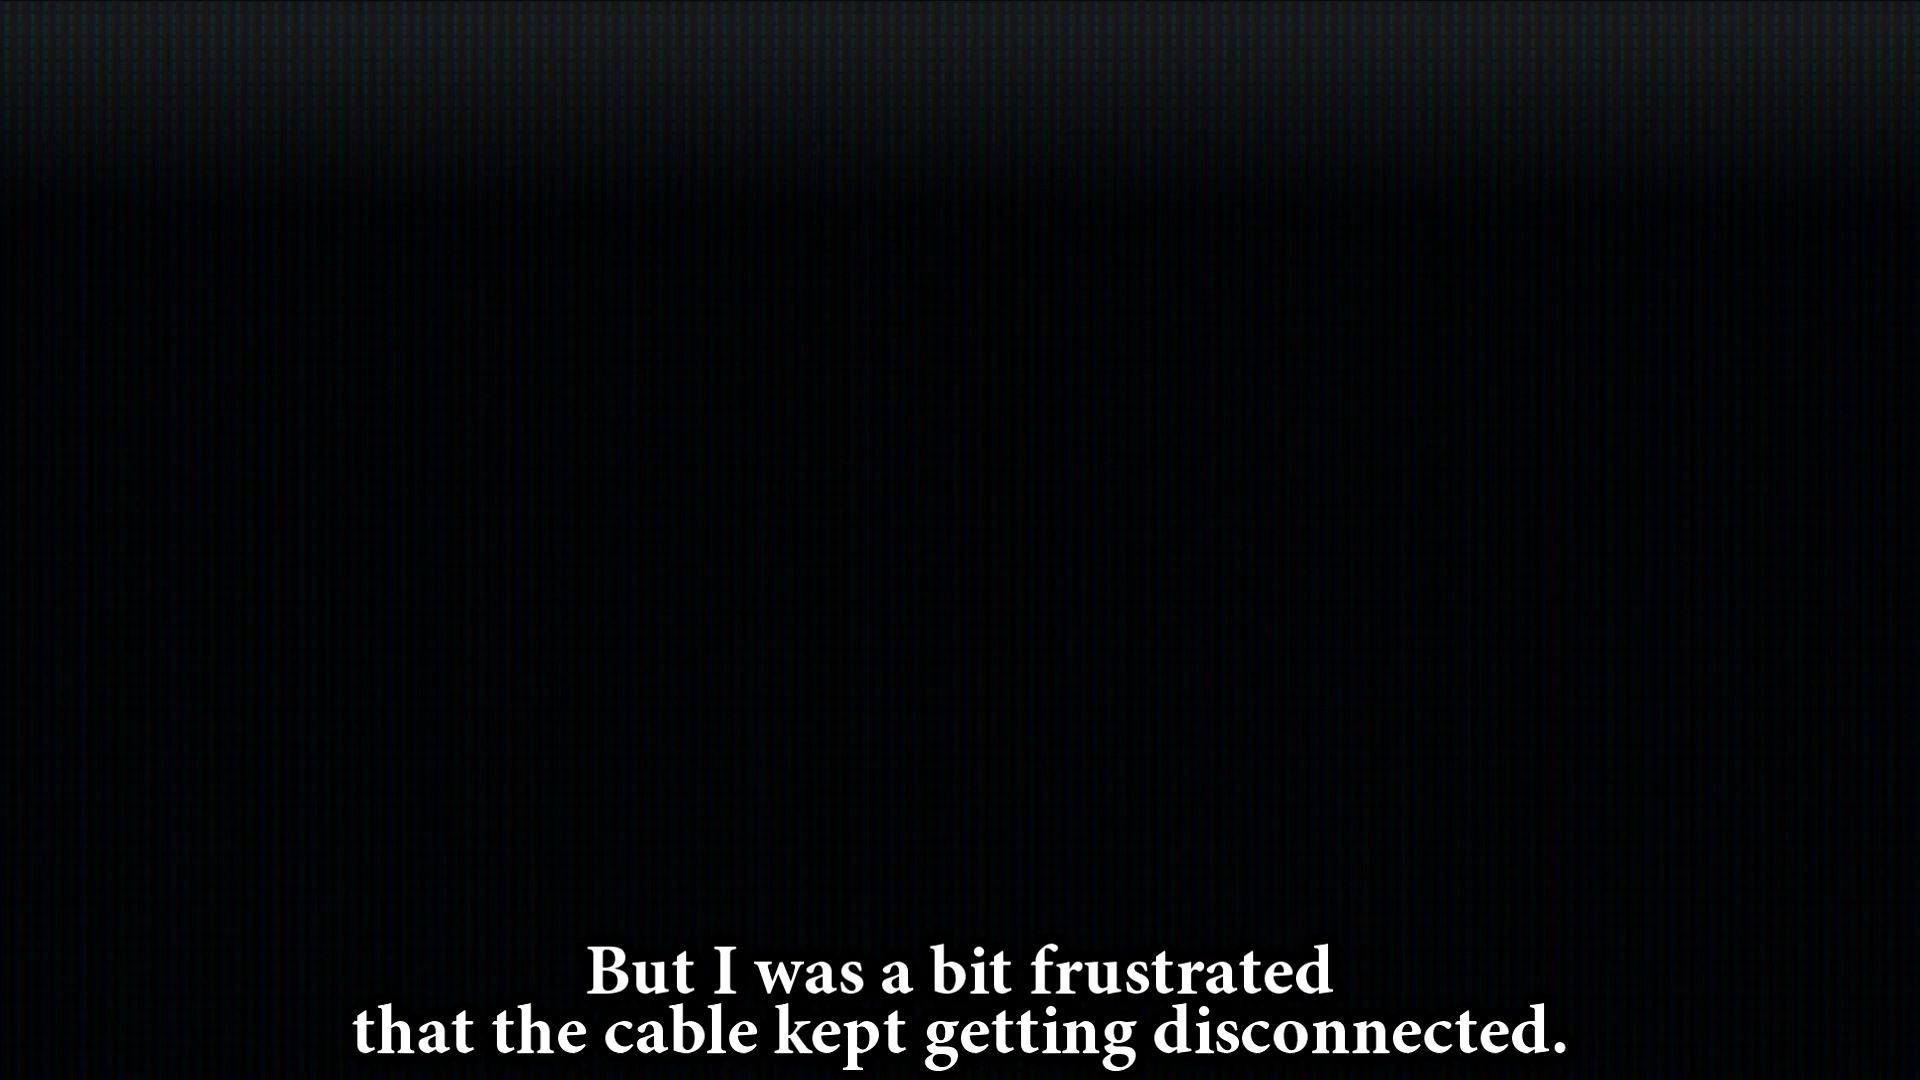 But I was a bit frustrated
that the cable kept getting disconnected.